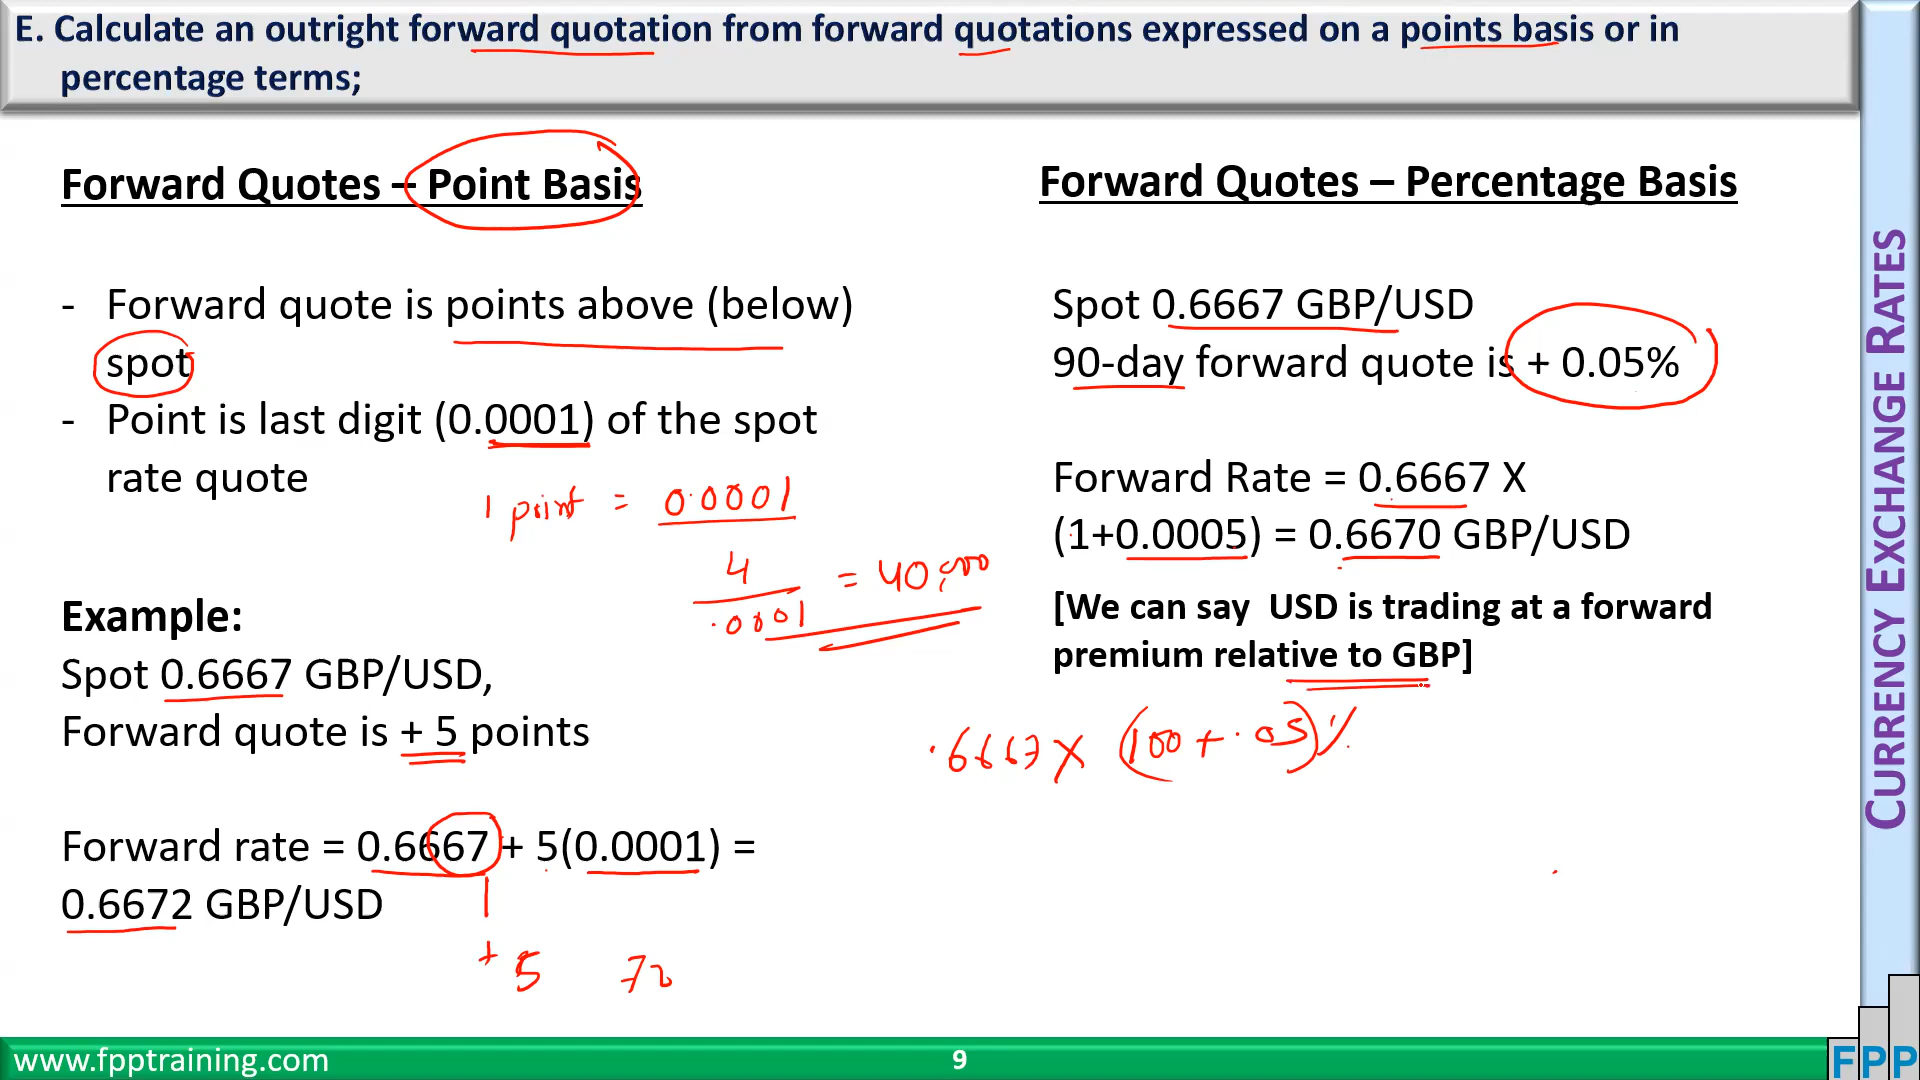 E. Calculate an outright forward quotation from forward quotations expressed on a points basis or in
percentage terms;
Forward Quotes – Point Basis
- Forward quote is points above (below)
spot
- Point is last digit (0.0001) of the spot
rate quote
1 point = 0.0001
4
.0001
= 40,000
Example:
Spot 0.6667 GBP/USD,
Forward quote is + 5 points
Forward rate = 0.6667 + 5(0.0001) =
0.6672 GBP/USD
+ 5 72
Forward Quotes – Percentage Basis
Spot 0.6667 GBP/USD
90-day forward quote is + 0.05%
Forward Rate = 0.6667 X
(1+0.0005) = 0.6670 GBP/USD
[We can say USD is trading at a forward
premium relative to GBP]
.6667 X (100 + .05)%
CURRENCY EXCHANGE RATES
www.fpptraining.com
9
FPP